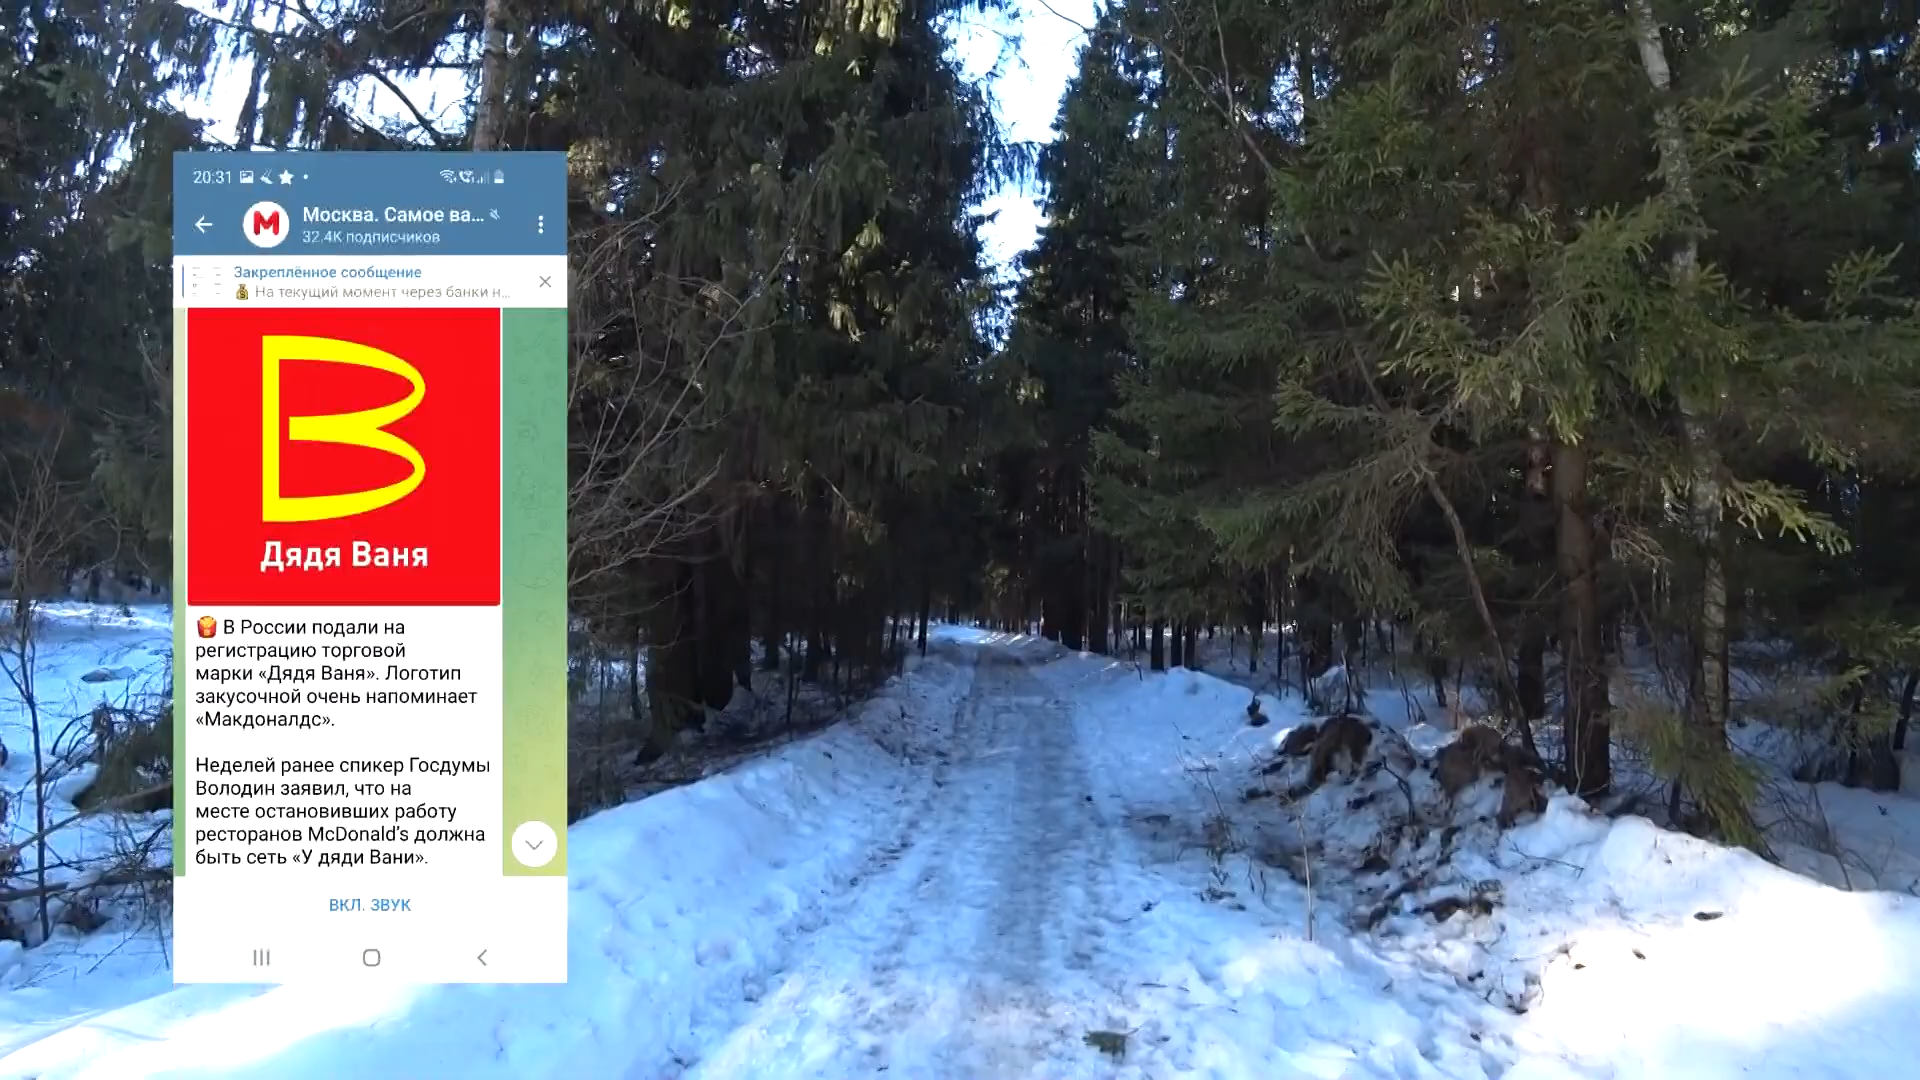 20:31
Москва. Самое ва...
32.4K подписчиков
Закреплённое сообщение
💰 На текущий момент через банки н...
В
Дядя Ваня
🍟 В России подали на
регистрацию торговой
марки «Дядя Ваня». Логотип
закусочной очень напоминает
«Макдоналдс».
Неделей ранее спикер Госдумы
Володин заявил, что на
месте остановивших работу
ресторанов McDonald’s должна
быть сеть «У дяди Вани».
ВКЛ. ЗВУК